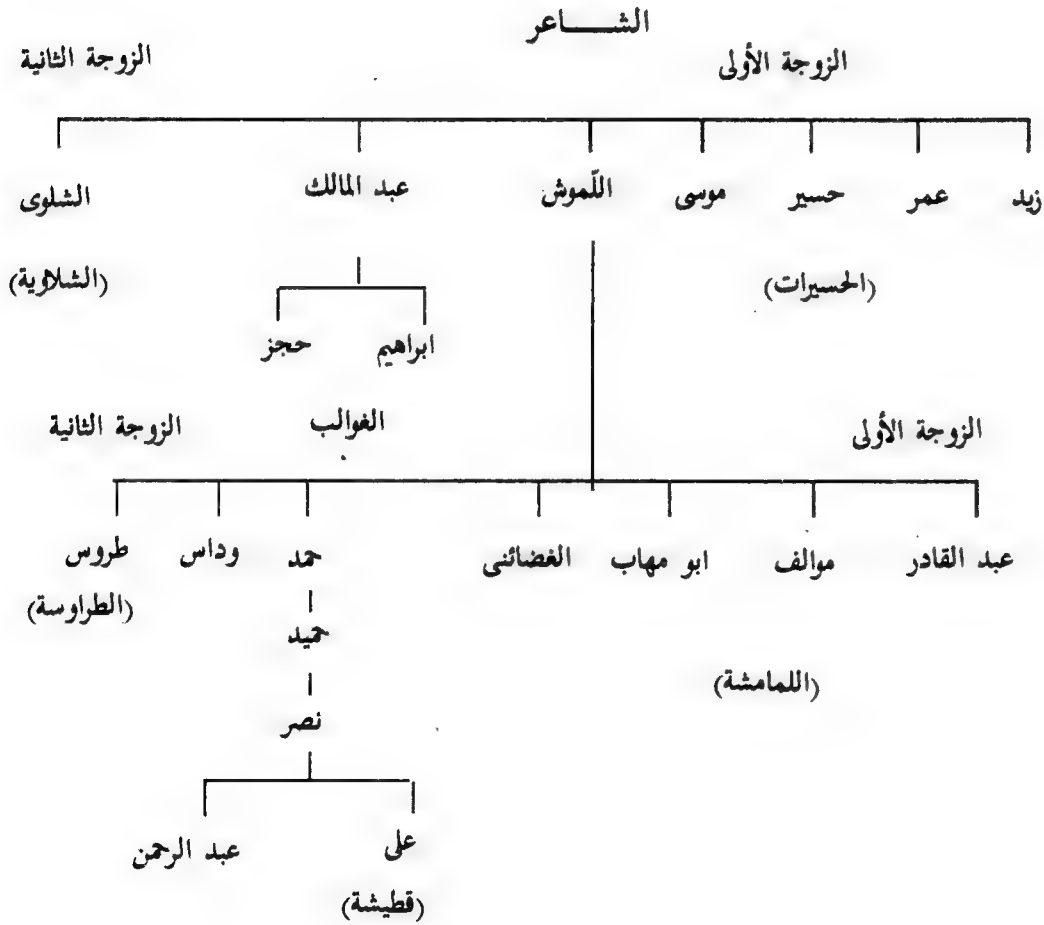 الشـــاعر
الزوجة الأولى الزوجة الثانية
زيد عمر حسير موسى اللّموش عبد المالك الشلوى
(الحسيرات) (الشلاوية)
ابراهيم حجز
الغوالب
الزوجة الأولى الزوجة الثانية
عبد القادر موالف ابو مهاب الغضائنى حمد وداس طروس
(الطراوسة)
حميد
(اللمامشة)
نصر
على عبد الرحمن
(قطيشة)